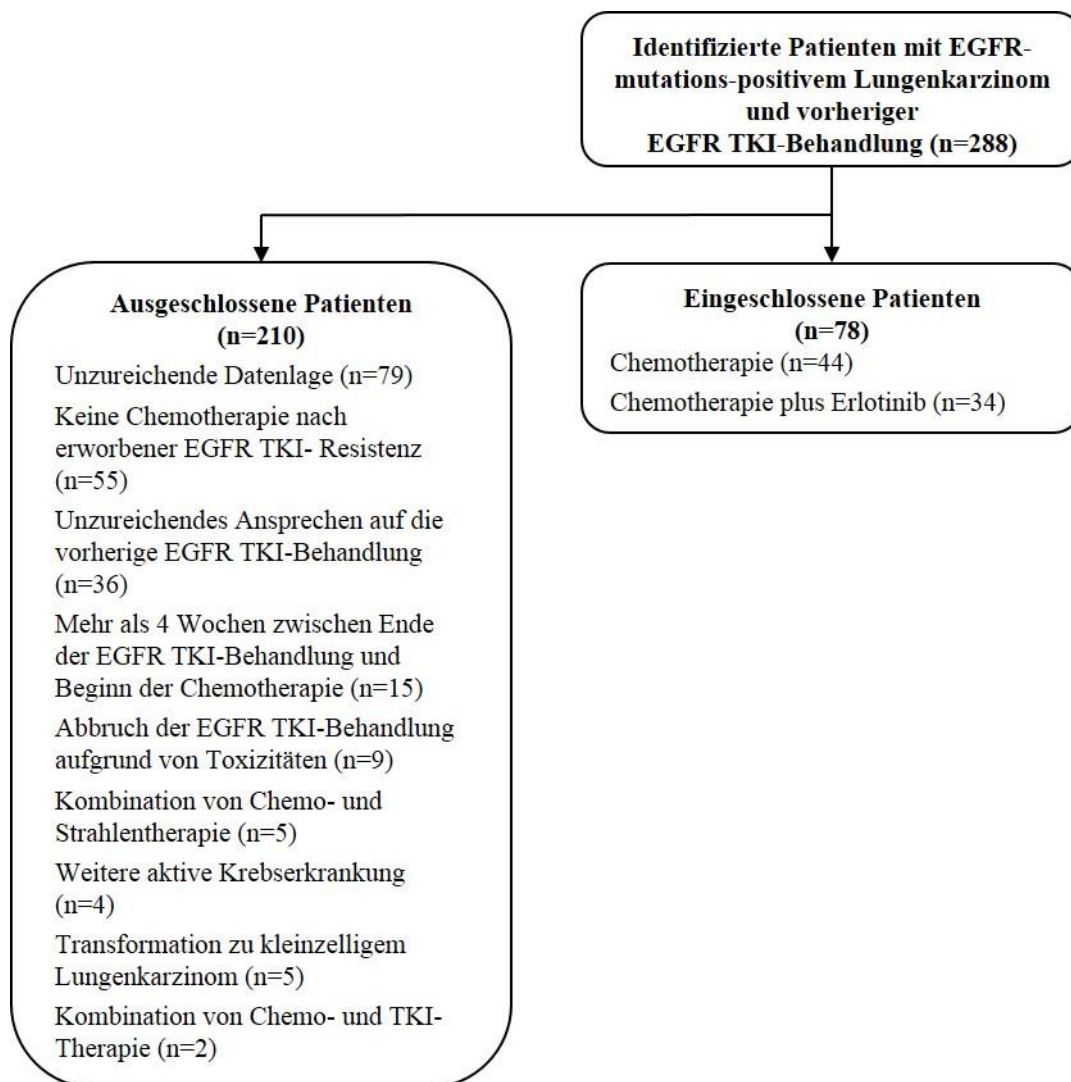 Identifizierte Patienten mit EGFR-
mutations-positivem Lungenkarzinom
und vorheriger
EGFR TKI-Behandlung (n=288)
Ausgeschlossene Patienten
(n=210)
Unzureichende Datenlage (n=79)
Keine Chemotherapie nach
erworbener EGFR TKI- Resistenz
(n=55)
Unzureichendes Ansprechen auf die
vorherige EGFR TKI-Behandlung
(n=36)
Mehr als 4 Wochen zwischen Ende
der EGFR TKI-Behandlung und
Beginn der Chemotherapie (n=15)
Abbruch der EGFR TKI-Behandlung
aufgrund von Toxizitäten (n=9)
Kombination von Chemo- und
Strahlentherapie (n=5)
Weitere aktive Krebserkrankung
(n=4)
Transformation zu kleinzelligem
Lungenkarzinom (n=5)
Kombination von Chemo- und TKI-
Therapie (n=2)
Eingeschlossene Patienten
(n=78)
Chemotherapie (n=44)
Chemotherapie plus Erlotinib (n=34)